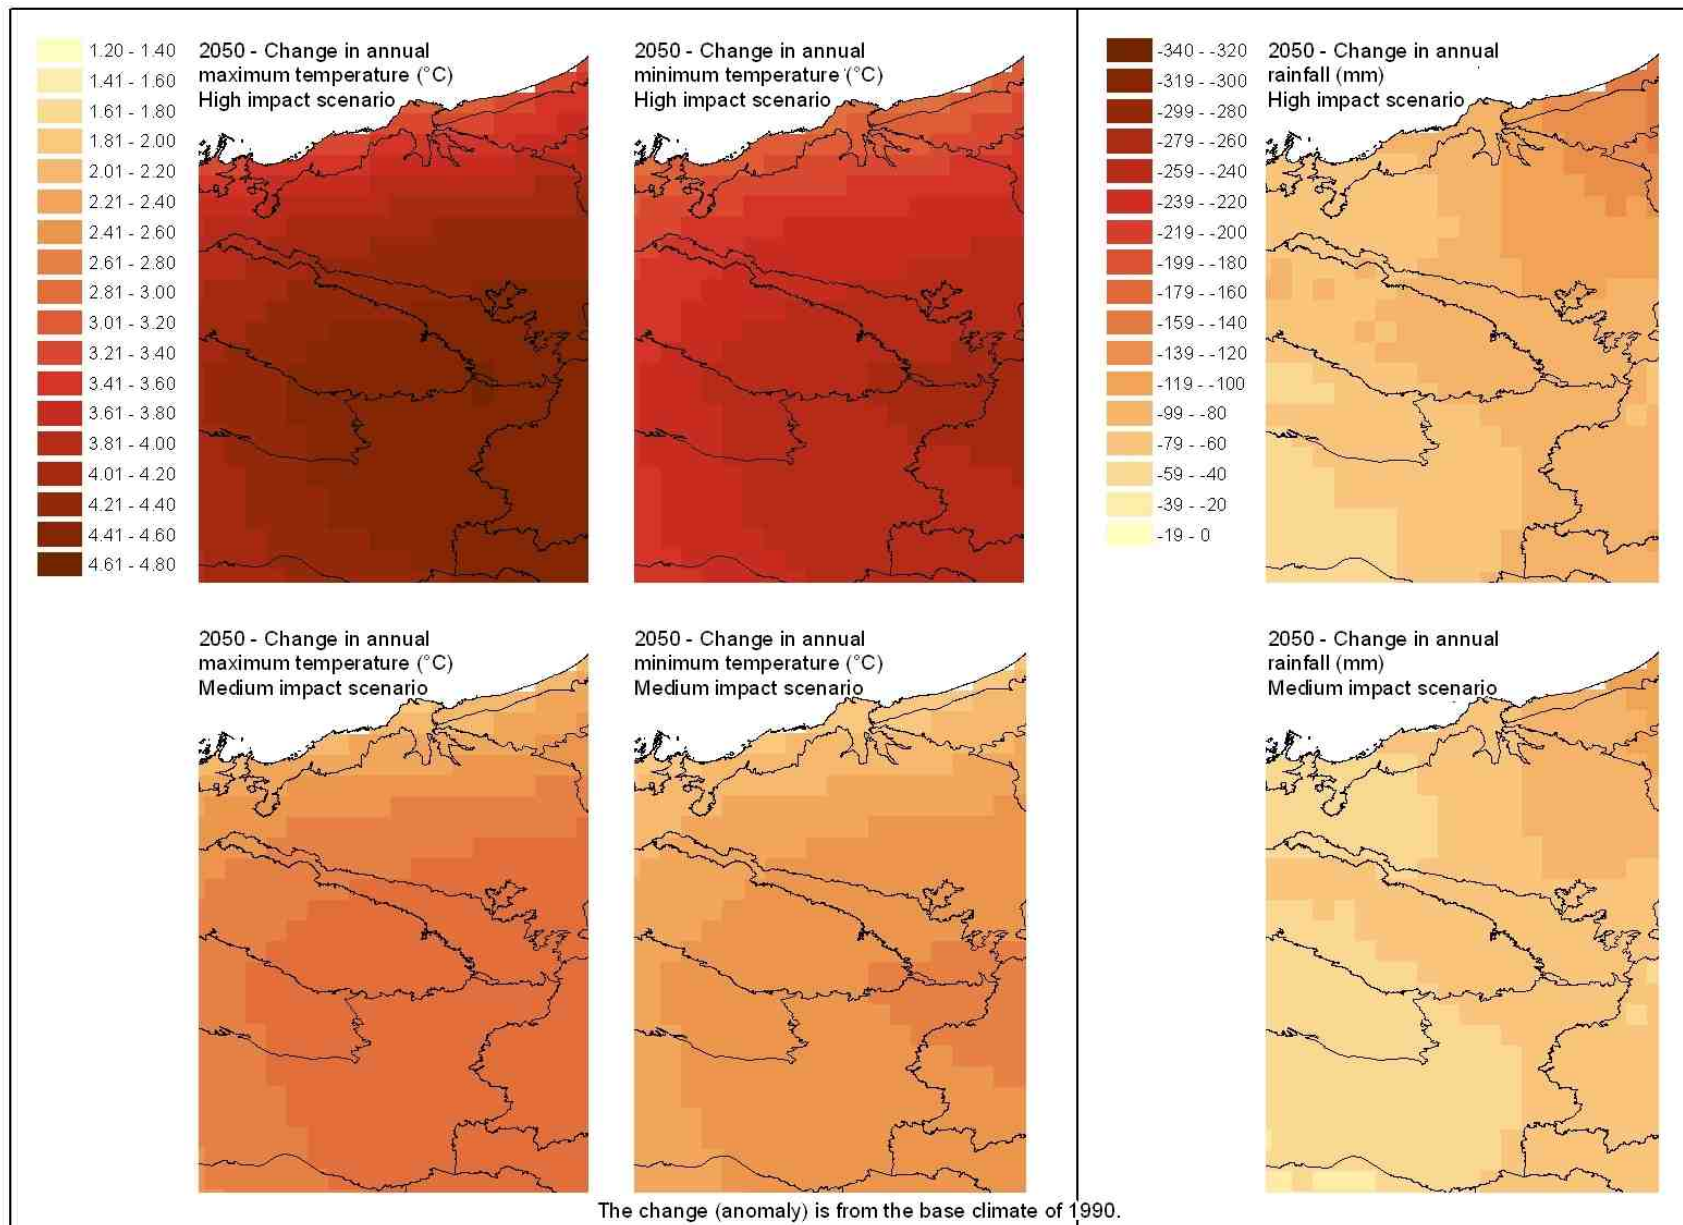 1.20 - 1.40
1.41 - 1.60
1.61 - 1.80
1.81 - 2.00
2.01 - 2.20
2.21 - 2.40
2.41 - 2.60
2.61 - 2.80
2.81 - 3.00
3.01 - 3.20
3.21 - 3.40
3.41 - 3.60
3.61 - 3.80
3.81 - 4.00
4.01 - 4.20
4.21 - 4.40
4.41 - 4.60
4.61 - 4.80
2050 - Change in annual
maximum temperature (°C)
High impact scenario
2050 - Change in annual
minimum temperature (°C)
High impact scenario
-340 - -320
-319 - -300
-299 - -280
-279 - -260
-259 - -240
-239 - -220
-219 - -200
-199 - -180
-179 - -160
-159 - -140
-139 - -120
-119 - -100
-99 - -80
-79 - -60
-59 - -40
-39 - -20
-19 - 0
2050 - Change in annual
rainfall (mm)
High impact scenario
2050 - Change in annual
maximum temperature (°C)
Medium impact scenario
2050 - Change in annual
minimum temperature (°C)
Medium impact scenario
2050 - Change in annual
rainfall (mm)
Medium impact scenario
The change (anomaly) is from the base climate of 1990.